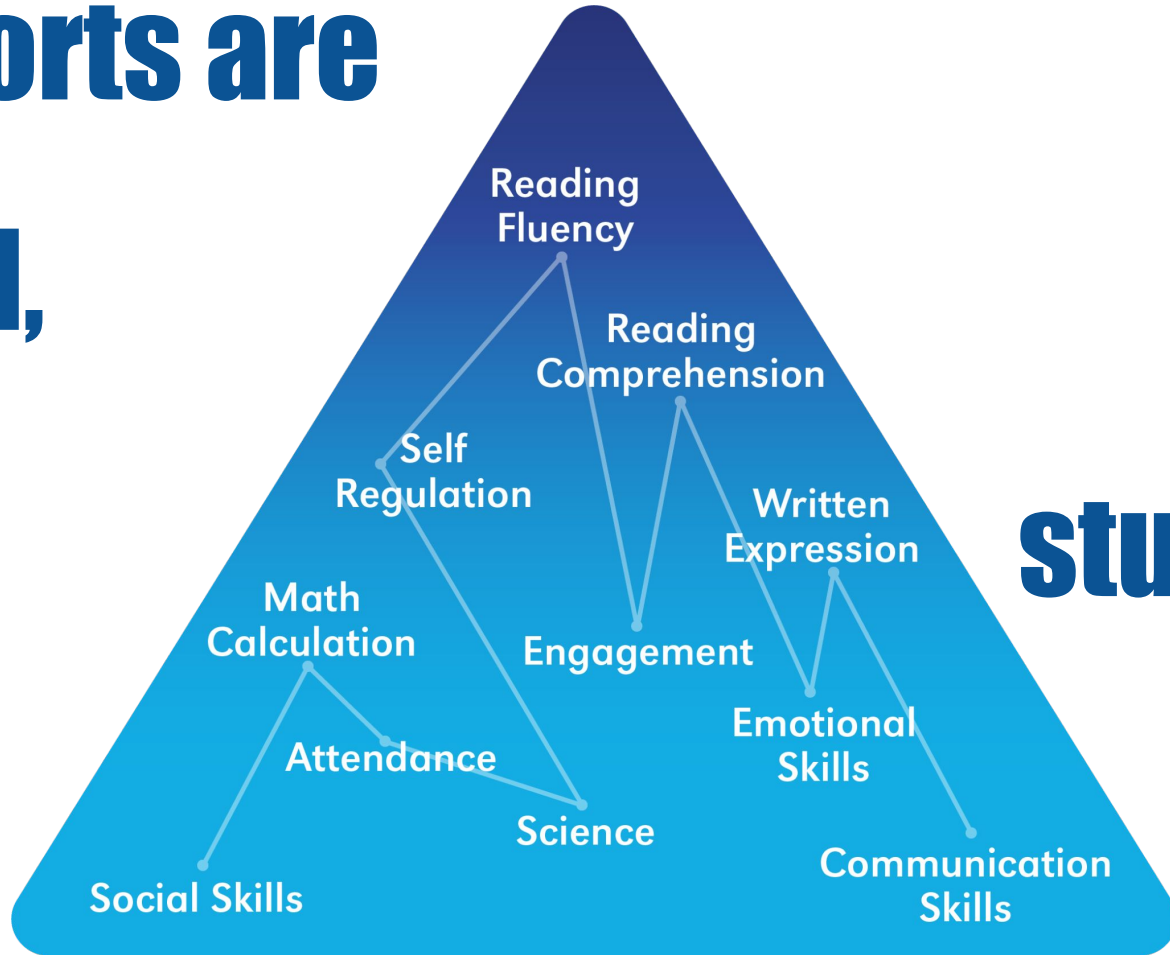 orts are
l,
Reading
Fluency
Reading
Comprehension
Self
Regulation
Written
Expression
stu
Math
Calculation
Engagement
Emotional
Skills
Attendance
Science
Communication
Skills
Social Skills